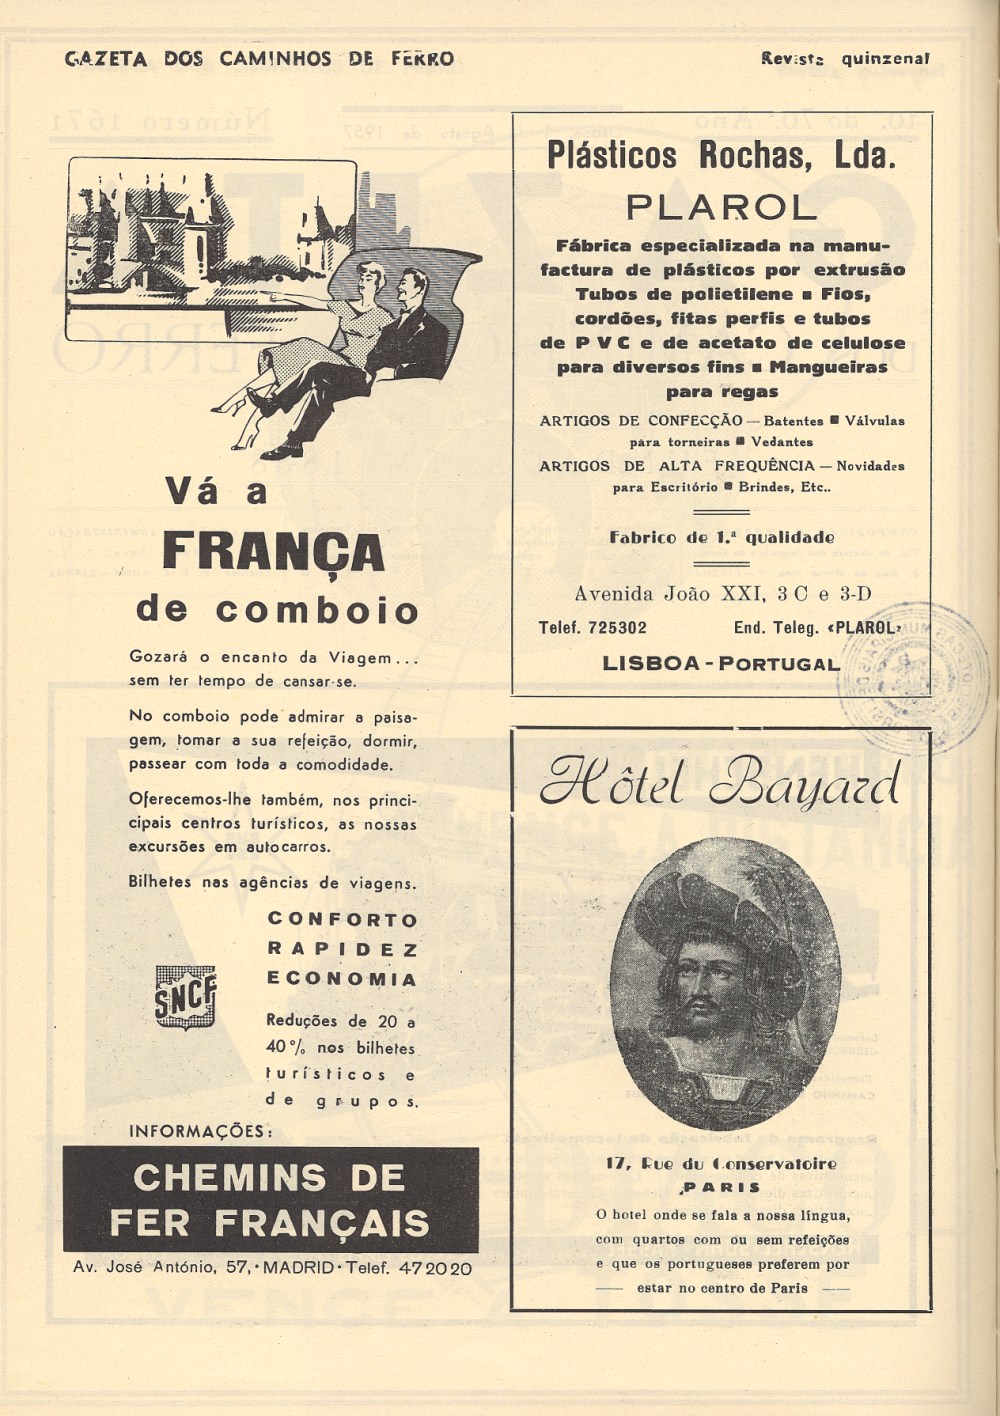 GAZETA DOS CAMINHOS DE FERRO
Revista quinzenal
Vá a
FRANÇA
de comboio
Gozará o encanto da Viagem...
sem ter tempo de cansar-se.
No comboio pode admirar a paisa-
gem, tomar a sua refeição, dormir,
passear com toda a comodidade.
Oferecemos-lhe também, nos princi-
cipais centros turísticos, as nossas
excursões em autocarros.
Bilhetes nas agências de viagens.
CONFORTO
RAPIDEZ
ECONOMIA
SNCF
Reduções de 20 a
40% nos bilhetes
turísticos e
de grupos.
INFORMAÇÕES:
CHEMINS DE
FER FRANÇAIS
Av. José António, 57,·MADRID·Telef. 472020
Plásticos Rochas, Lda.
PLAROL
Fábrica especializada na manu-
factura de plásticos por extrusão
Tubos de polietilene ■ Fios,
cordões, fitas perfis e tubos
de PVC e de acetato de celulose
para diversos fins ■ Mangueiras
para regas
ARTIGOS DE CONFECÇÃO — Batentes ■ Válvulas
para torneiras ■ Vedantes
ARTIGOS DE ALTA FREQUÊNCIA — Novidades
para Escritório ■ Brindes, Etc..
Fabrico de 1.ª qualidade
Avenida João XXI, 3 C e 3-D
Telef. 725302 End. Teleg. «PLAROL»
LISBOA - PORTUGAL
Hôtel Bayard
17, Rue du Conservatoire
PARIS
O hotel onde se fala a nossa língua,
com quartos com ou sem refeições
e que os portugueses preferem por
estar no centro de Paris